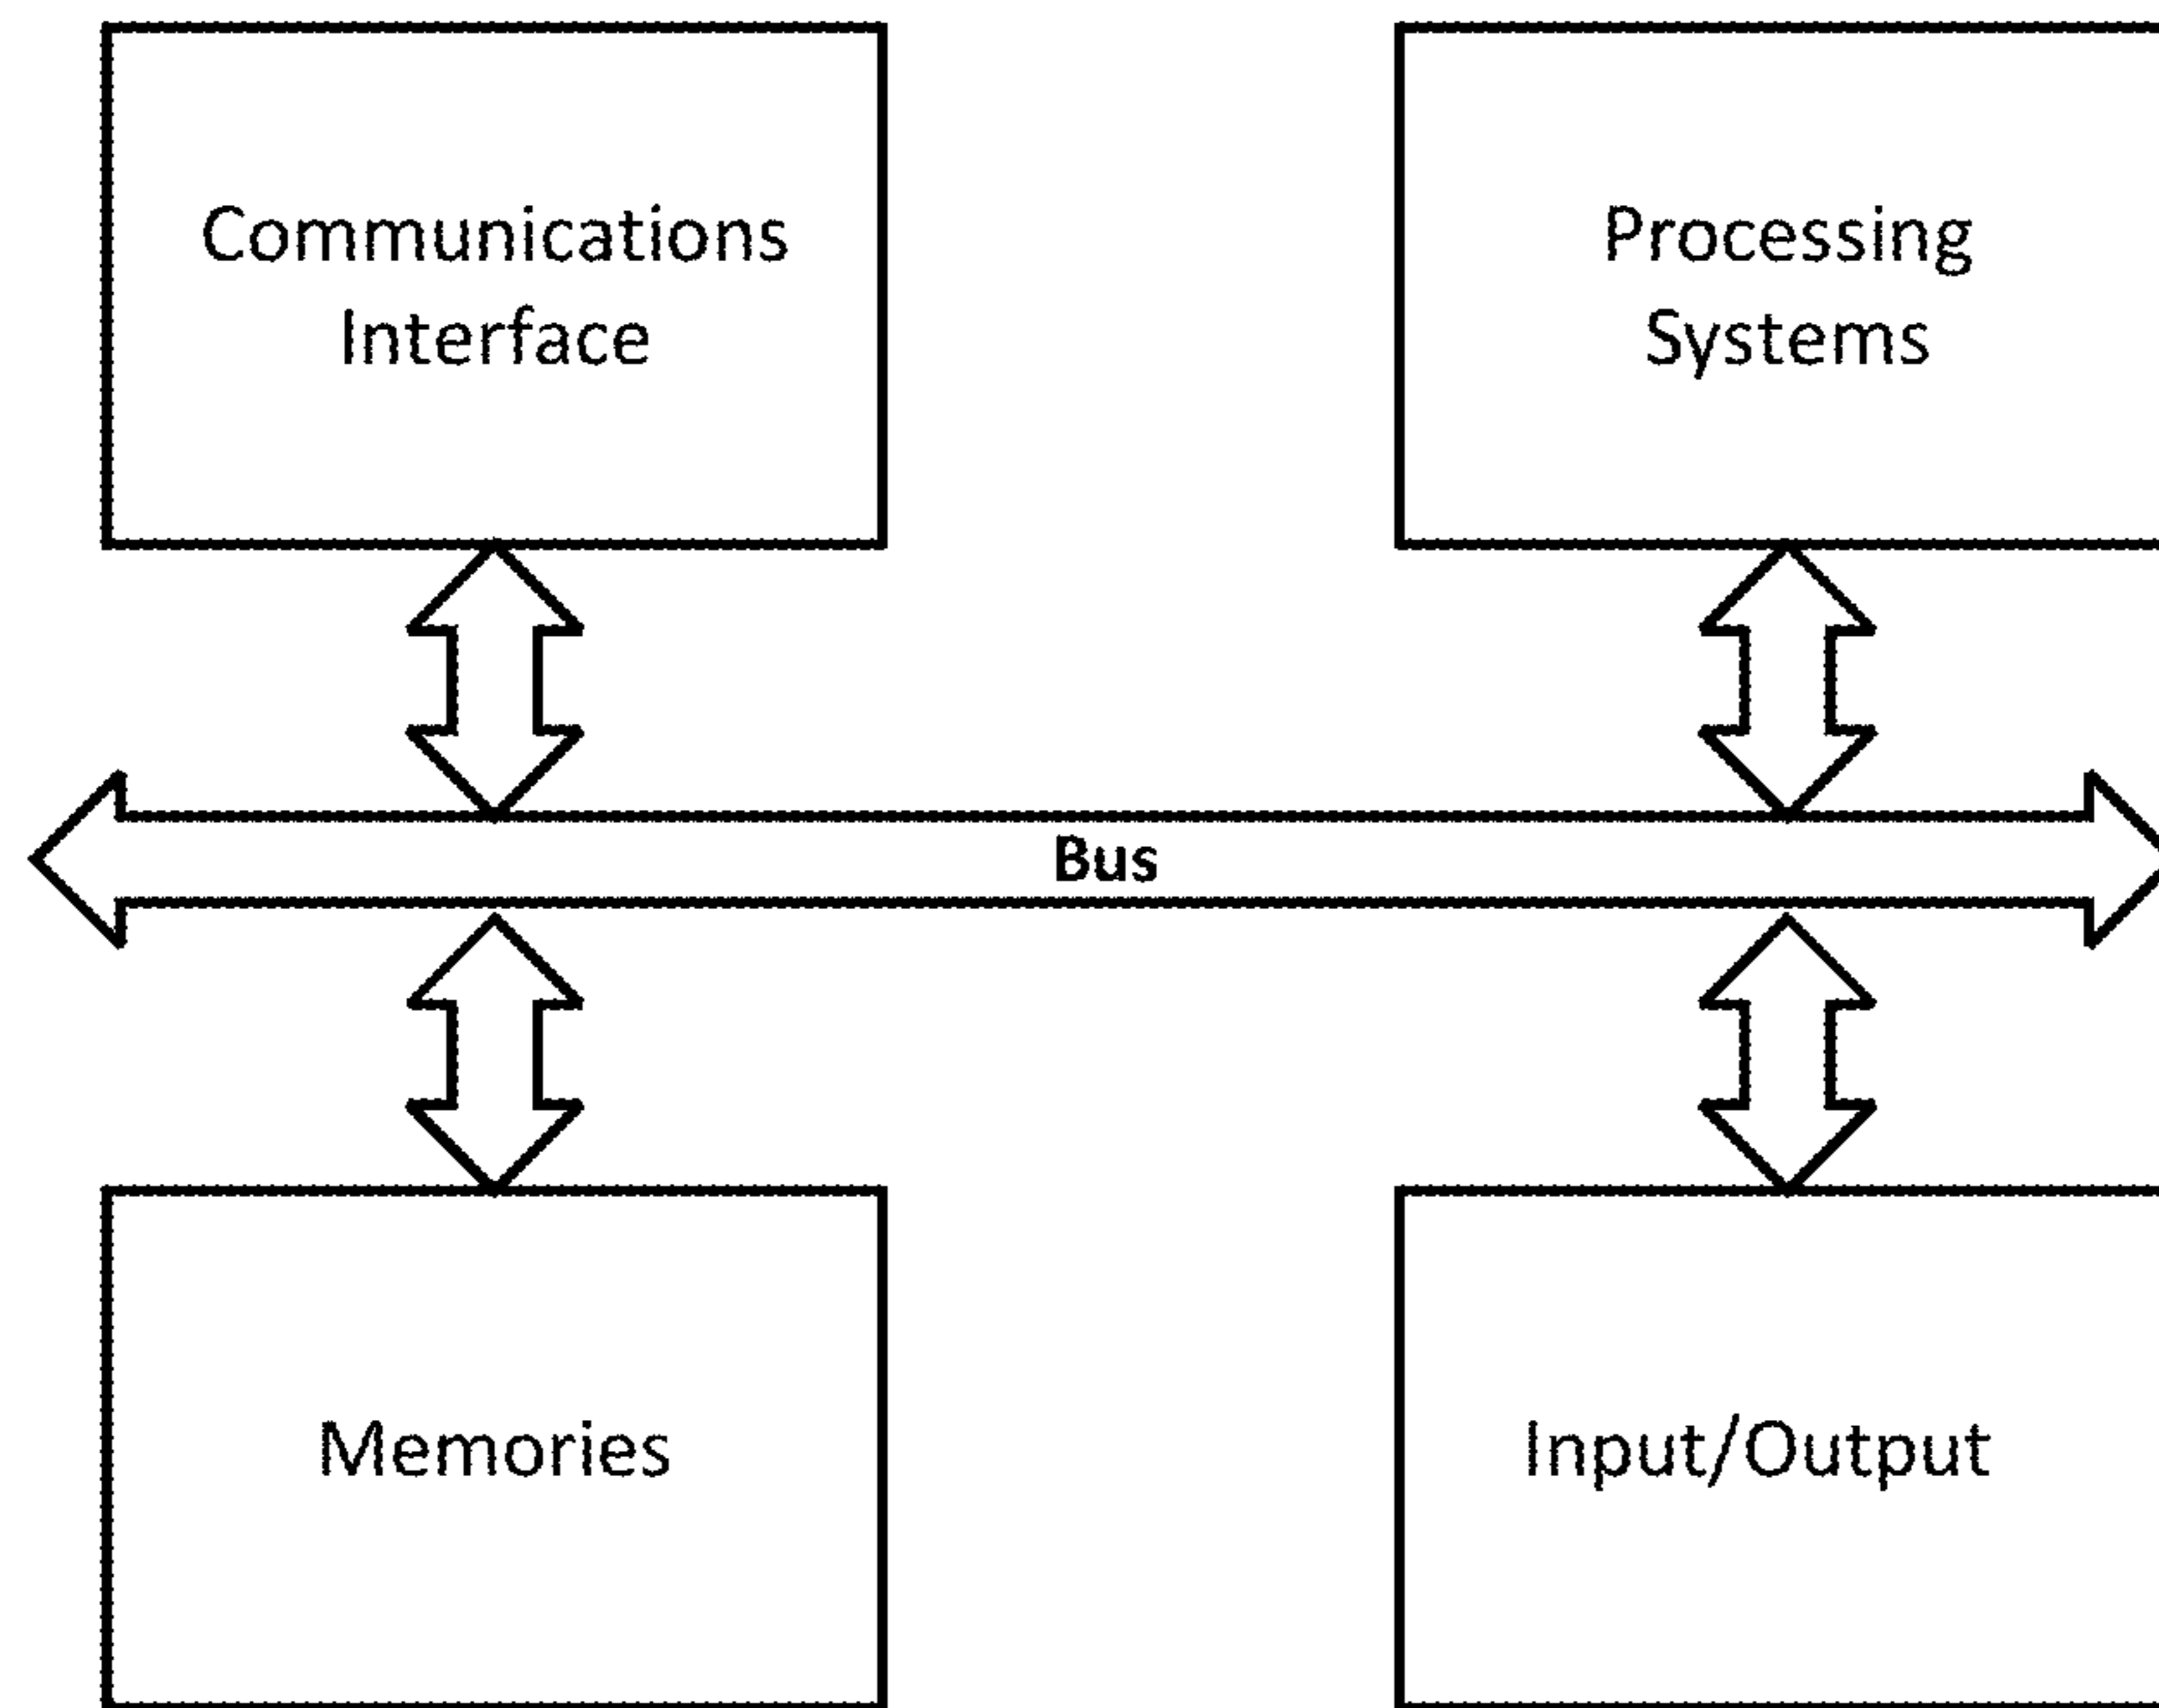 Communications
Interface
Processing
Systems
Bus
Memories
Input/Output